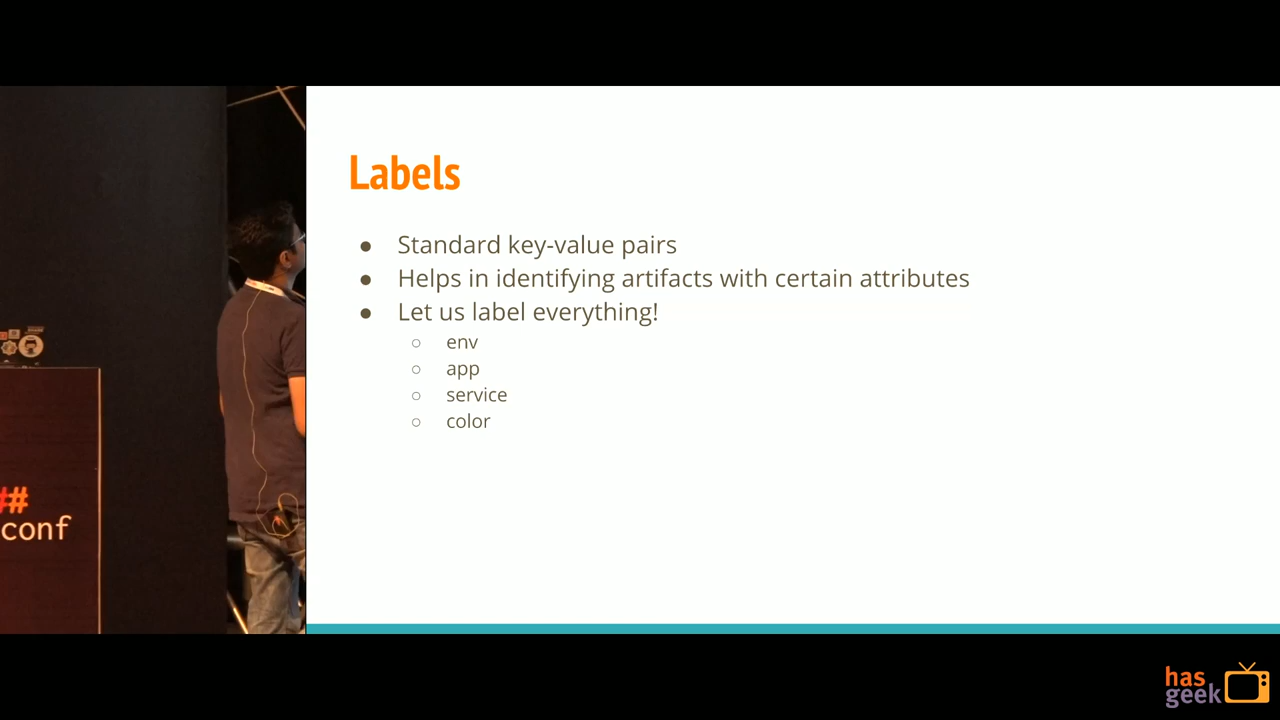 Labels
● Standard key-value pairs
● Helps in identifying artifacts with certain attributes
● Let us label everything!
○ env
○ app
○ service
○ color
##
conf
has
geek